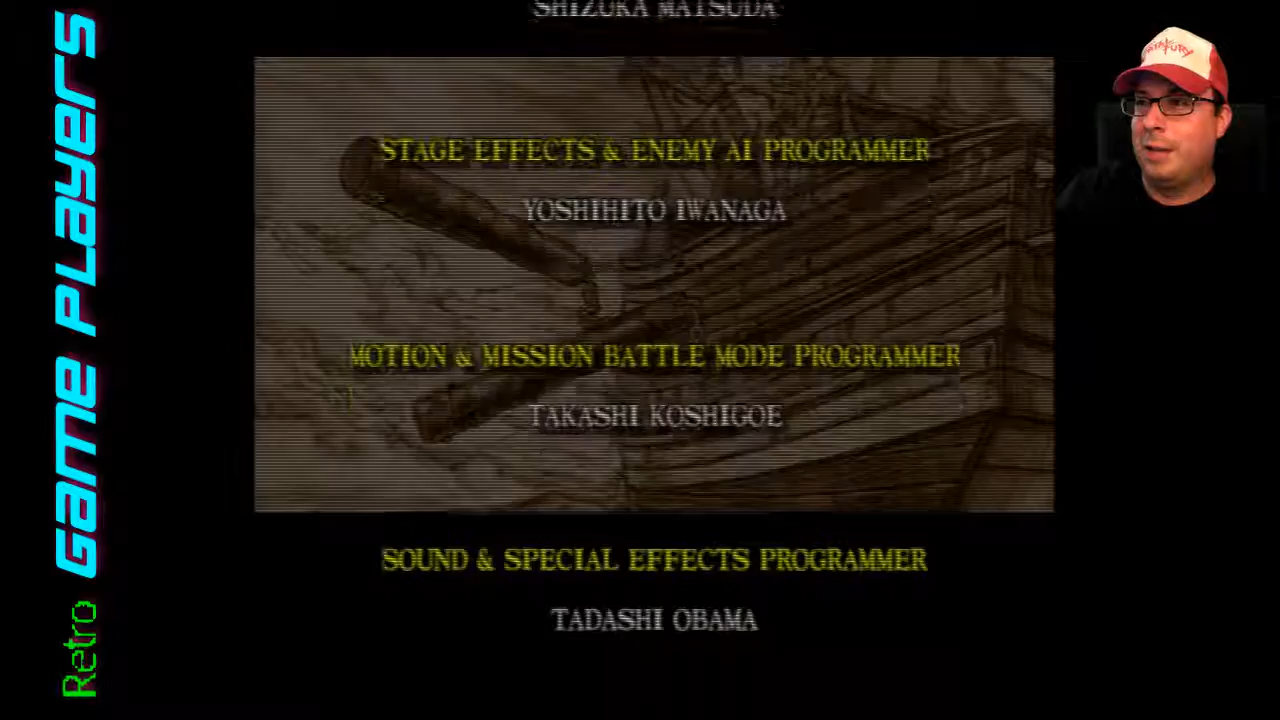 SHIZUKA MATSUDA
STAGE EFFECTS & ENEMY AI PROGRAMMER
YOSHIHITO IWANAGA
MOTION & MISSION BATTLE MODE PROGRAMMER
TAKASHI KOSHIGOE
SOUND & SPECIAL EFFECTS PROGRAMMER
TADASHI OBAMA
Retro GAME PLAYERS